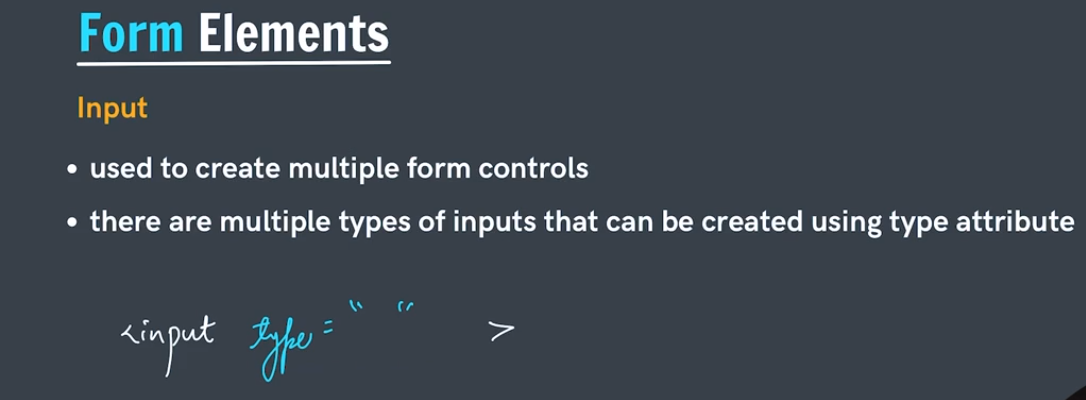 Form Elements
Input
• used to create multiple form controls
• there are multiple types of inputs that can be created using type attribute
<input type = " " >